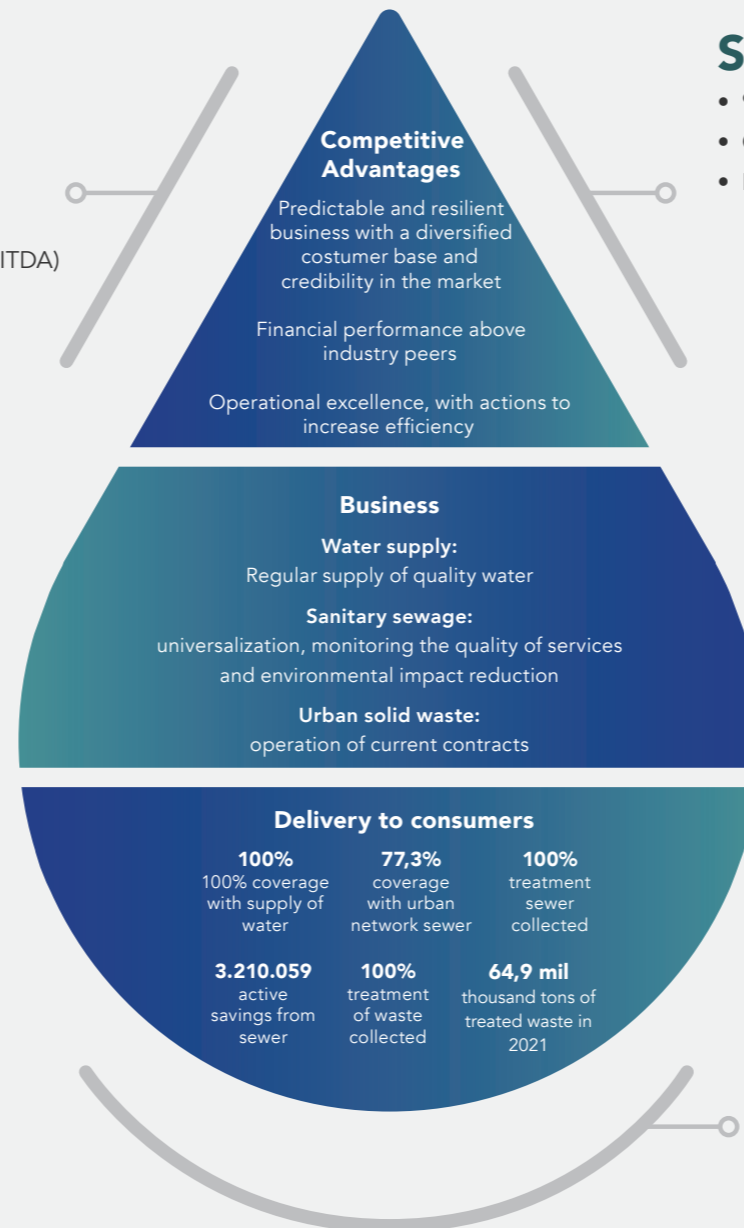 ITDA)
S
Competitive
Advantages
Predictable and resilient
business with a diversified
costumer base and
credibility in the market
Financial performance above
industry peers
Operational excellence, with actions to
increase efficiency
Business
Water supply:
Regular supply of quality water
Sanitary sewage:
universalization, monitoring the quality of services
and environmental impact reduction
Urban solid waste:
operation of current contracts
Delivery to consumers
100%
100% coverage
with supply of
water
77,3%
coverage
with urban
network sewer
100%
treatment
sewer
collected
3.210.059
active
savings from
sewer
100%
treatment
of waste
collected
64,9 mil
thousand tons of
treated waste in
2021